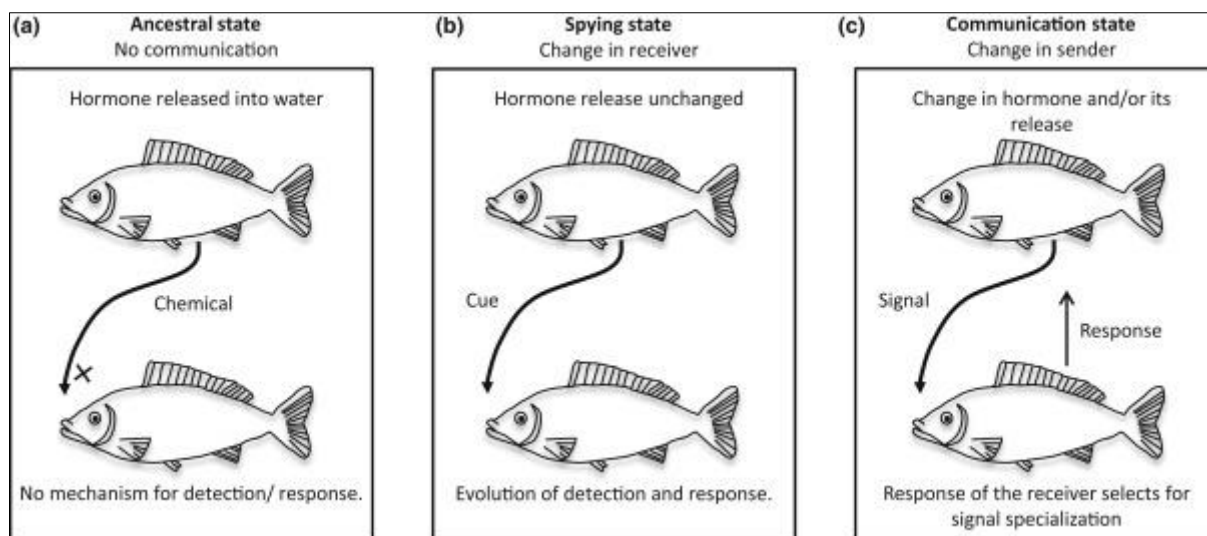 (a) Ancestral state
No communication
Hormone released into water
Chemical
×
No mechanism for detection/ response.
(b) Spying state
Change in receiver
Hormone release unchanged
Cue
Evolution of detection and response.
(c) Communication state
Change in sender
Change in hormone and/or its
release
Signal
Response
Response of the receiver selects for
signal specialization